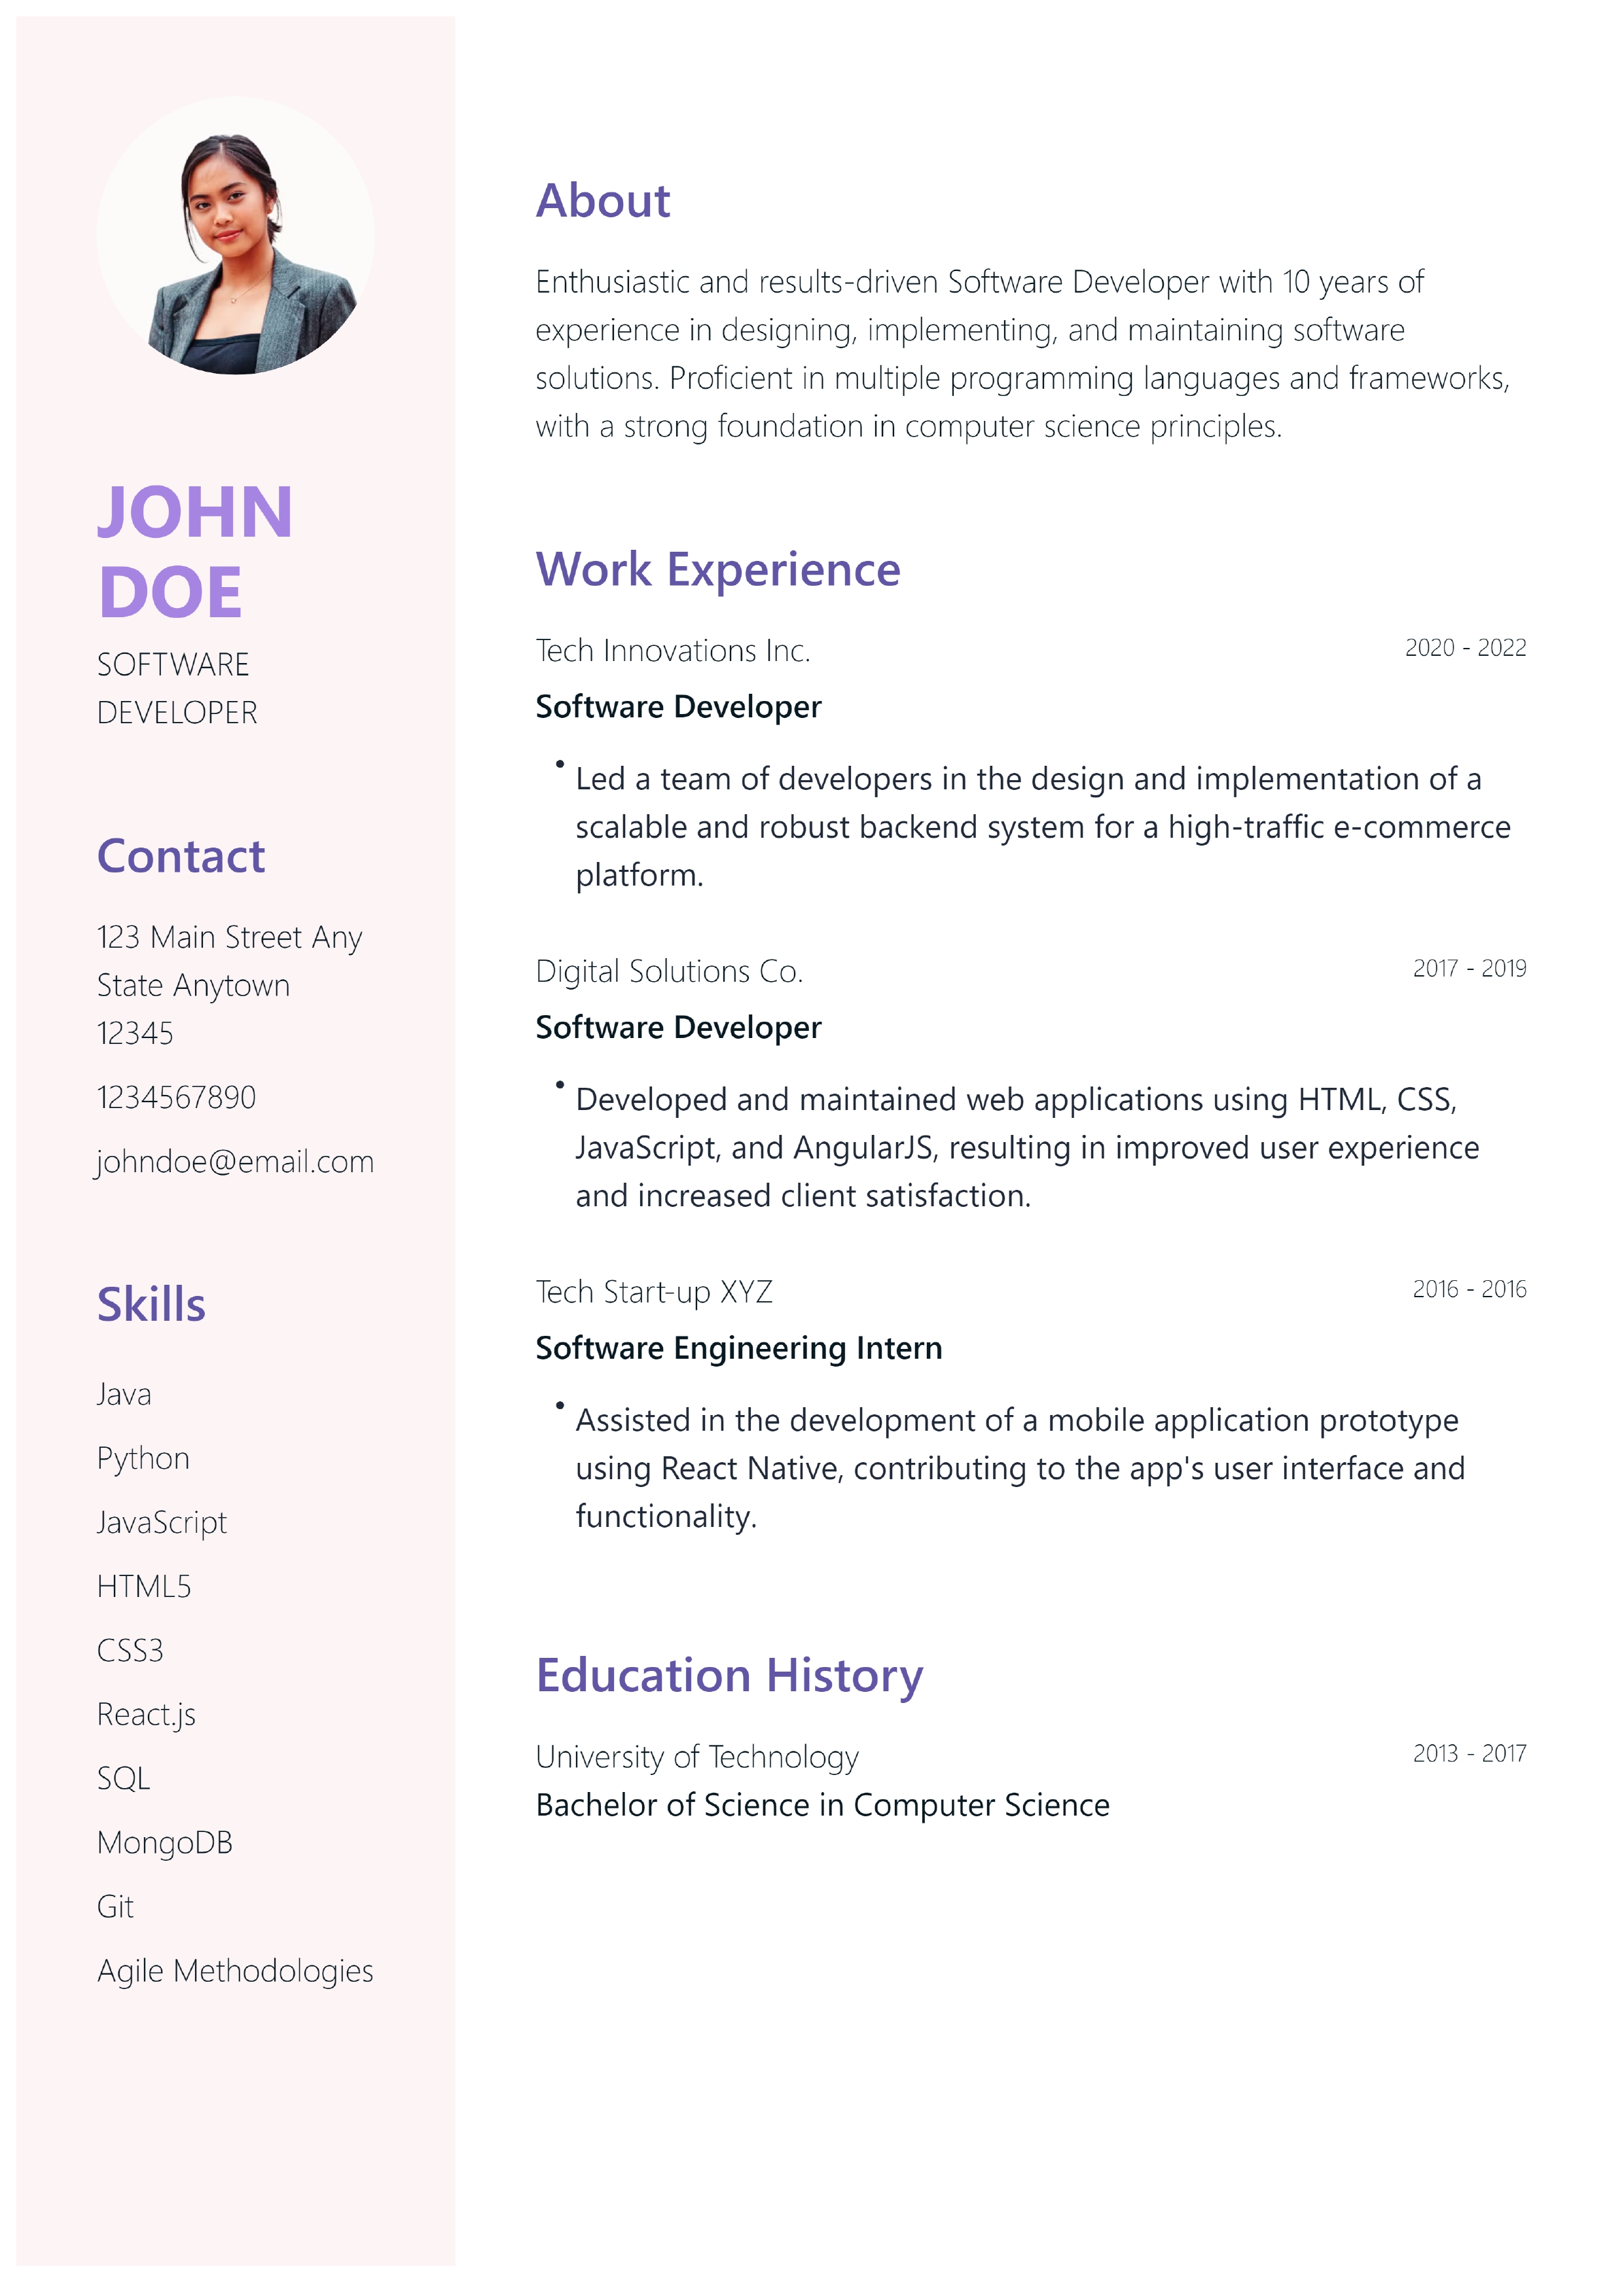 JOHN
DOE
SOFTWARE
DEVELOPER
Contact
123 Main Street Any
State Anytown
12345
1234567890
johndoe@email.com
Skills
Java
Python
JavaScript
HTML5
CSS3
React.js
SQL
MongoDB
Git
Agile Methodologies
About
Enthusiastic and results-driven Software Developer with 10 years of
experience in designing, implementing, and maintaining software
solutions. Proficient in multiple programming languages and frameworks,
with a strong foundation in computer science principles.
Work Experience
Tech Innovations Inc. 2020 - 2022
Software Developer
• Led a team of developers in the design and implementation of a
scalable and robust backend system for a high-traffic e-commerce
platform.
Digital Solutions Co. 2017 - 2019
Software Developer
• Developed and maintained web applications using HTML, CSS,
JavaScript, and AngularJS, resulting in improved user experience
and increased client satisfaction.
Tech Start-up XYZ 2016 - 2016
Software Engineering Intern
• Assisted in the development of a mobile application prototype
using React Native, contributing to the app's user interface and
functionality.
Education History
University of Technology 2013 - 2017
Bachelor of Science in Computer Science